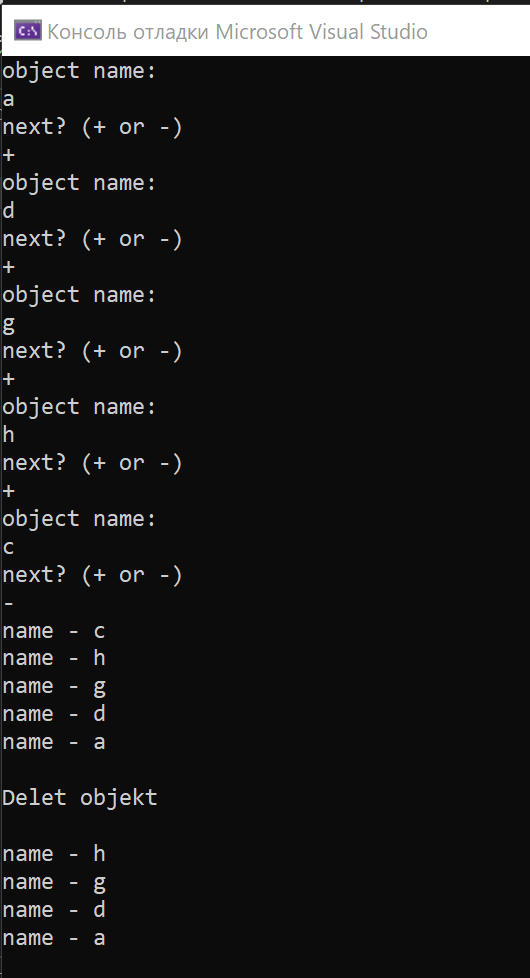 Консоль отладки Microsoft Visual Studio
object name:
a
next? (+ or -)
+
object name:
d
next? (+ or -)
+
object name:
g
next? (+ or -)
+
object name:
h
next? (+ or -)
+
object name:
c
next? (+ or -)
-
name - c
name - h
name - g
name - d
name - a
Delet objekt
name - h
name - g
name - d
name - a